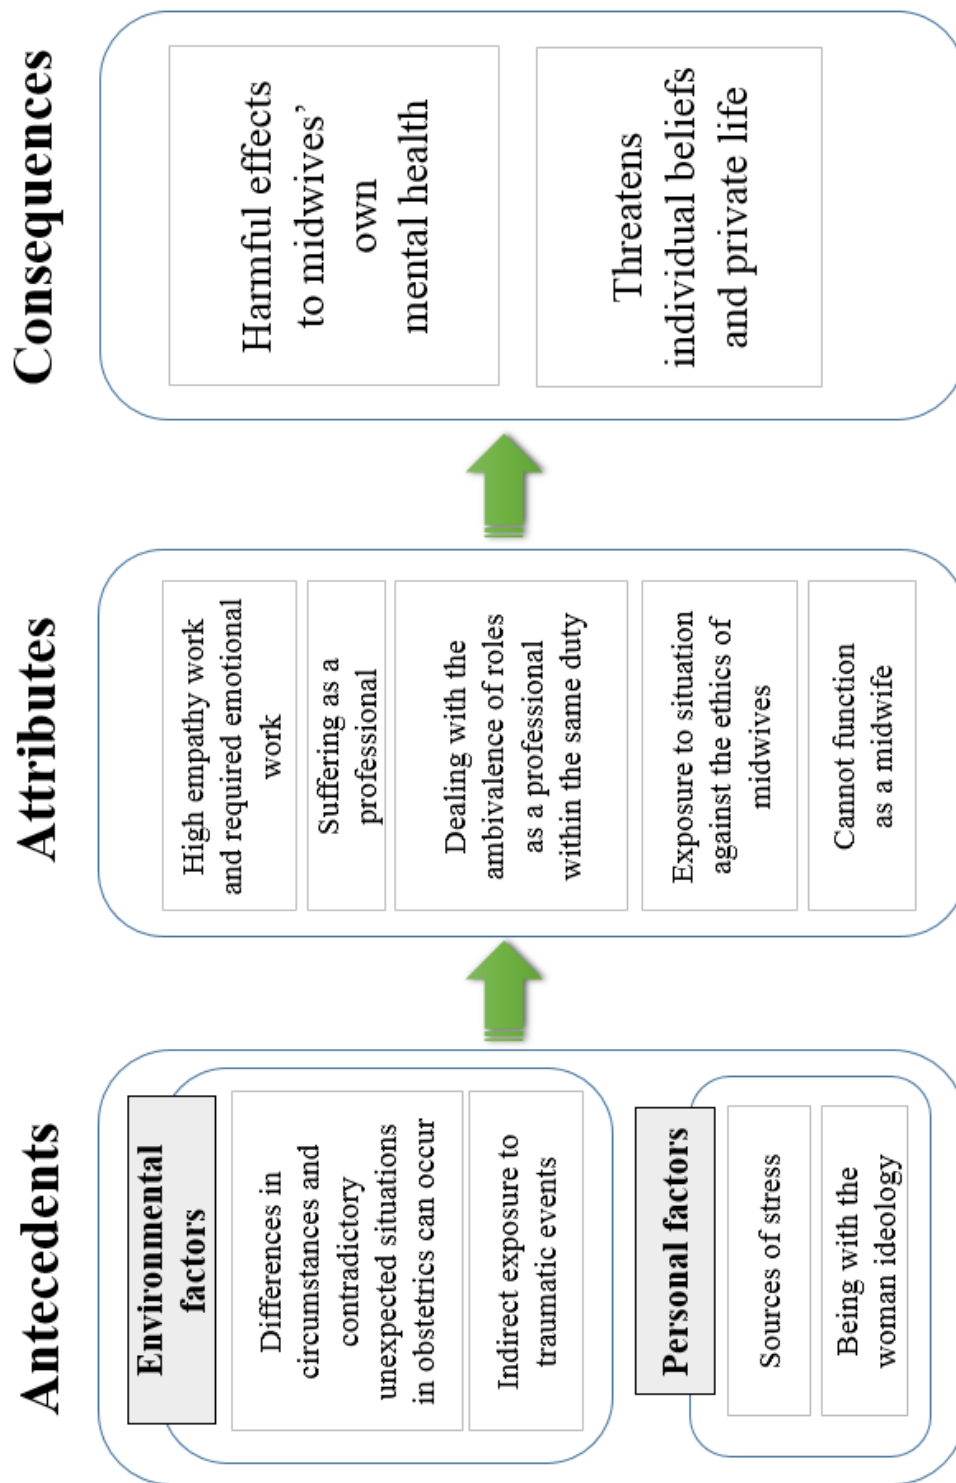 Antecedents
Environmental
factors
Differences in
circumstances and
contradictory
unexpected situations
in obstetrics can occur
Indirect exposure to
traumatic events
Personal factors
Sources of stress
Being with the
woman ideology
Attributes
High empathy work
and required emotional
work
Suffering as a
professional
Dealing with the
ambivalence of roles
as a professional
within the same duty
Exposure to situation
against the ethics of
midwives
Cannot function
as a midwife
Consequences
Harmful effects
to midwives’
own
mental health
Threatens
individual beliefs
and private life